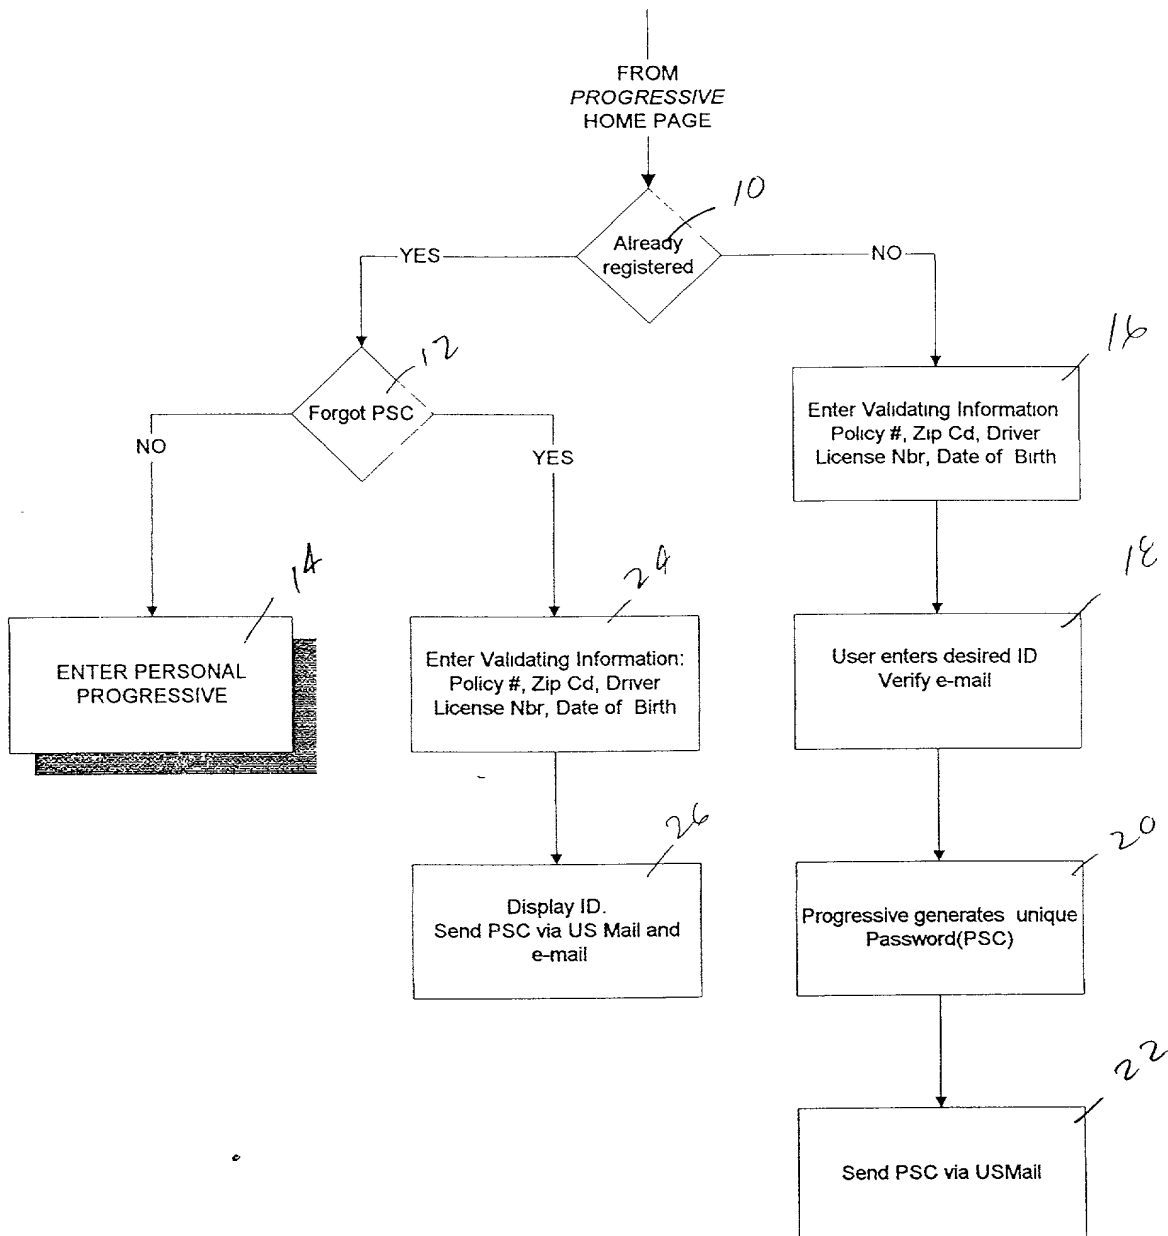 FROM
PROGRESSIVE
HOME PAGE
10
Already
registered
YES
NO
12
Forgot PSC
16
Enter Validating Information
Policy #, Zip Cd, Driver
License Nbr, Date of Birth
NO
YES
14
ENTER PERSONAL
PROGRESSIVE
24
Enter Validating Information:
Policy #, Zip Cd, Driver
License Nbr, Date of Birth
18
User enters desired ID
Verify e-mail
26
Display ID.
Send PSC via US Mail and
e-mail
20
Progressive generates unique
Password(PSC)
22
Send PSC via USMail